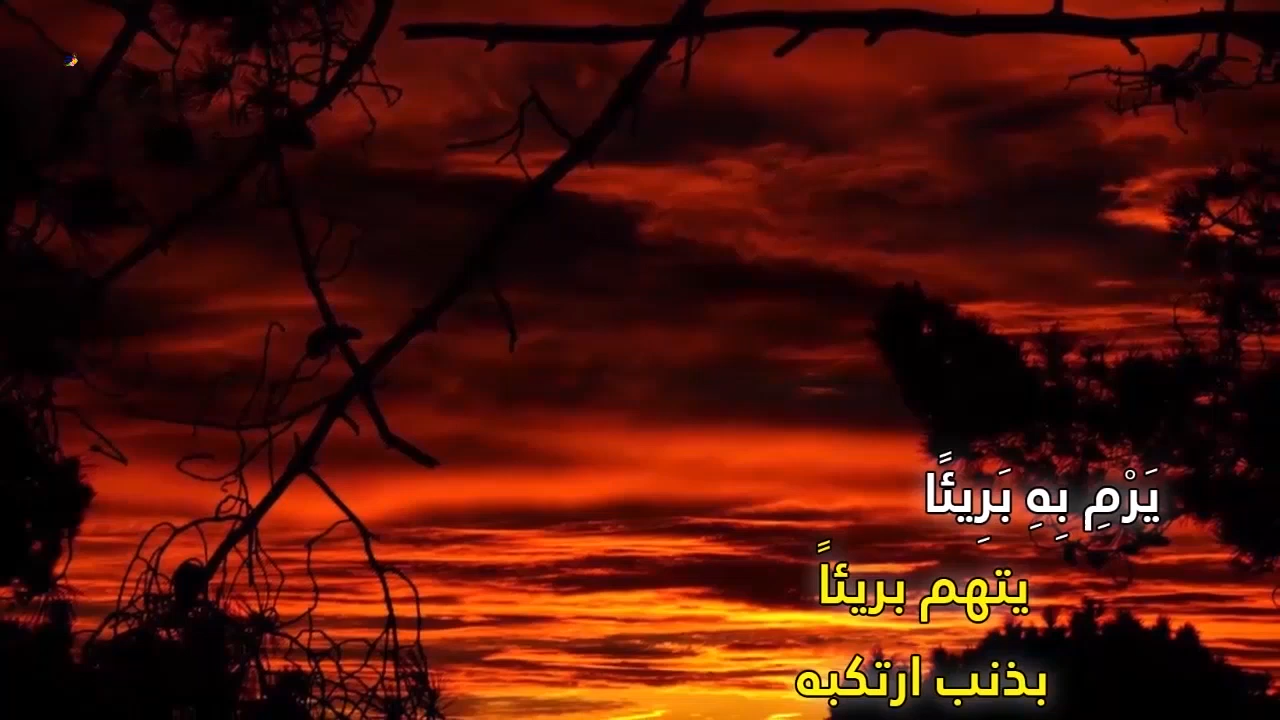 يَرْمِ بِهِ بَرِيئًا
يتهم بريئاً
بذنب ارتكبه